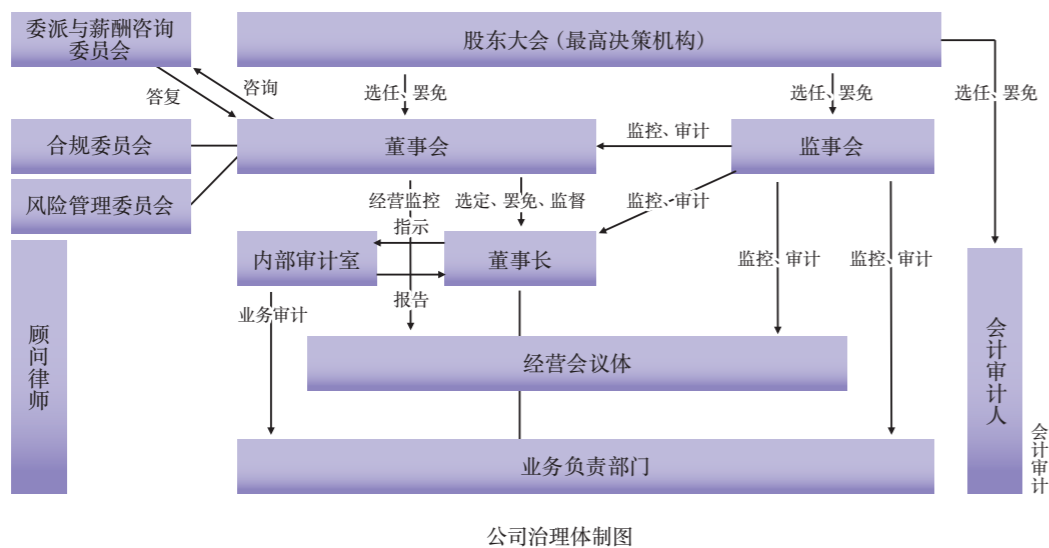 委派与薪酬咨询
委员会
股东大会（最高决策机构）
答复
咨询
选任、罢免
选任、罢免
选任、罢免
合规委员会
董事会
监控、审计
监事会
风险管理委员会
经营监控
选定、罢免、监督
监控、审计
指示
内部审计室
董事长
监控、审计
监控、审计
报告
业务审计
顾问律师
经营会议体
会计审计人
会计审计
业务负责部门
公司治理体制图